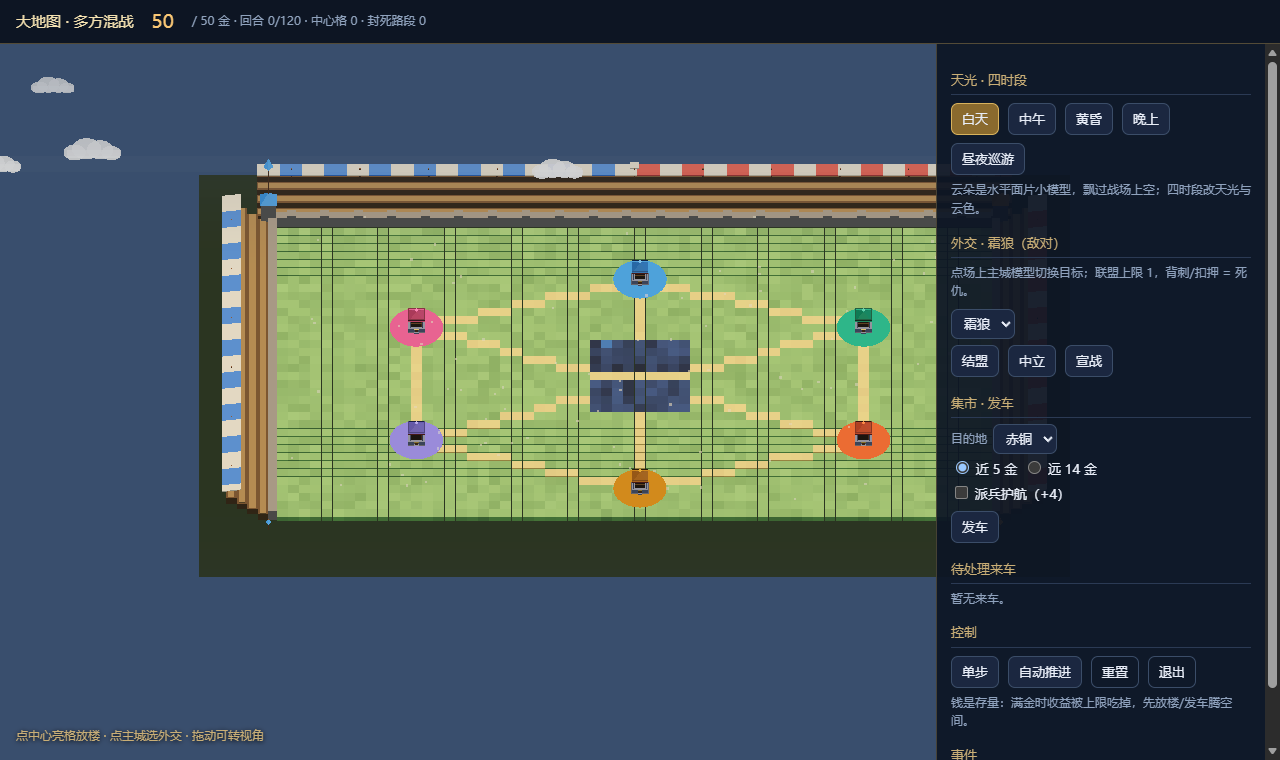 大地图 · 多方混战 50 / 50 金 · 回合 0/120 · 中心格 0 · 封死路段 0
天光 · 四时段
白天 中午 黄昏 晚上
昼夜巡游
云朵是水平面片小模型，飘过战场上空；四时段改天光与
云色。
外交 · 霜狼（敌对）
点场上主城模型切换目标；联盟上限 1，背刺/扣押 = 死
仇。
霜狼
结盟 中立 宣战
集市 · 发车
目的地 赤铜
近 5 金 远 14 金
派兵护航（+4）
发车
待处理来车
暂无来车。
控制
单步 自动推进 重置 退出
钱是存量：满金时收益被上限吃掉，先放楼/发车腾空
间。
点中心亮格放楼 · 点主城选外交 · 拖动可转视角
事件